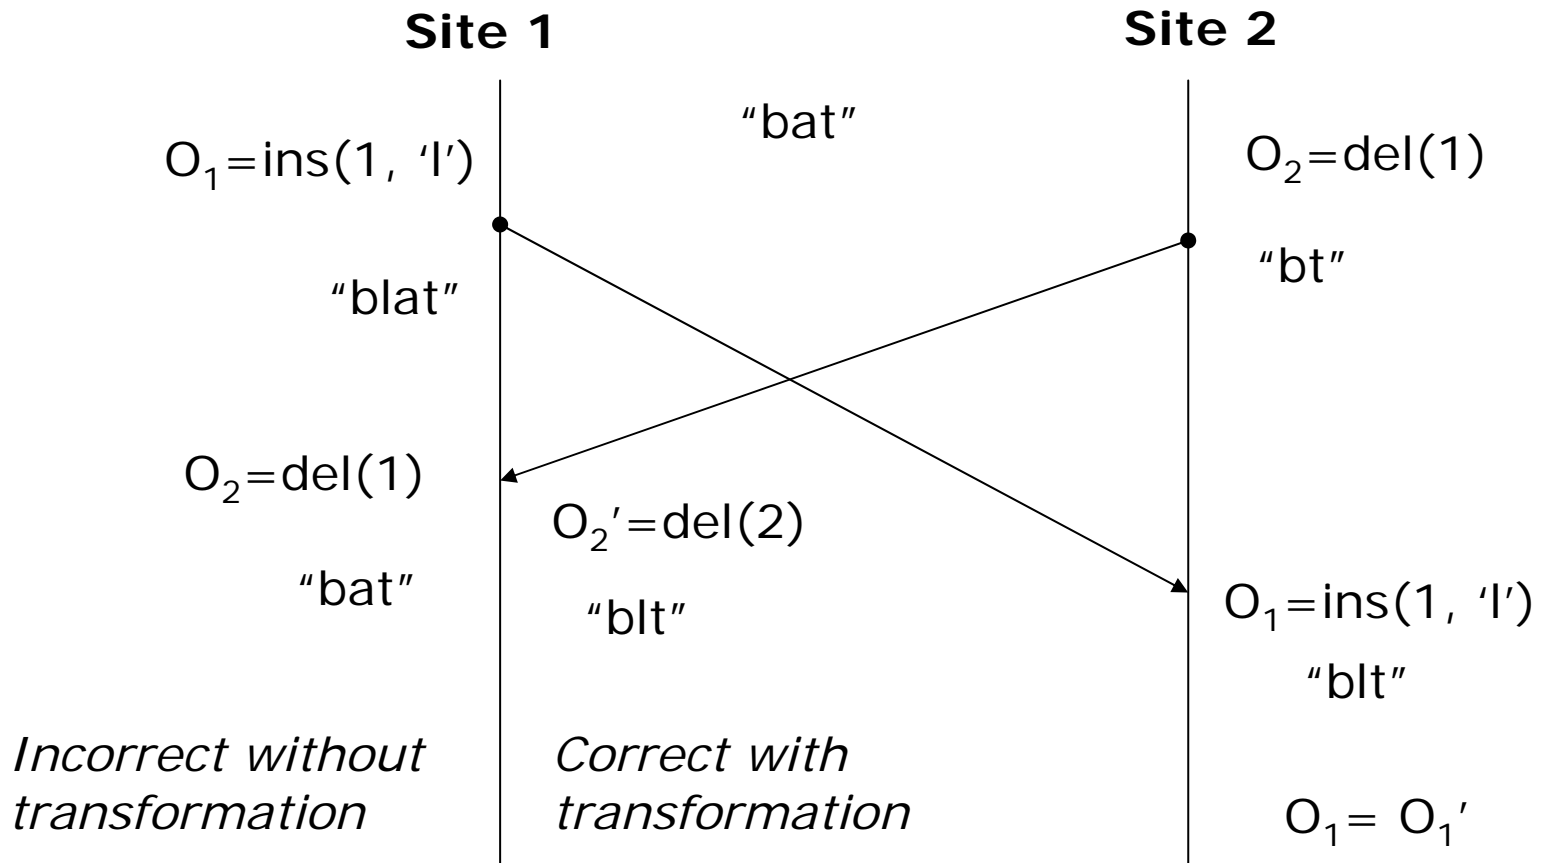 Site 1
Site 2
“bat”
O₁=ins(1, ‘l’)
O₂=del(1)
“blat”
“bt”
O₂=del(1)
O₂'=del(2)
“bat”
“blt”
O₁=ins(1, ‘l’)
“blt”
Incorrect without
transformation
Correct with
transformation
O₁= O₁'